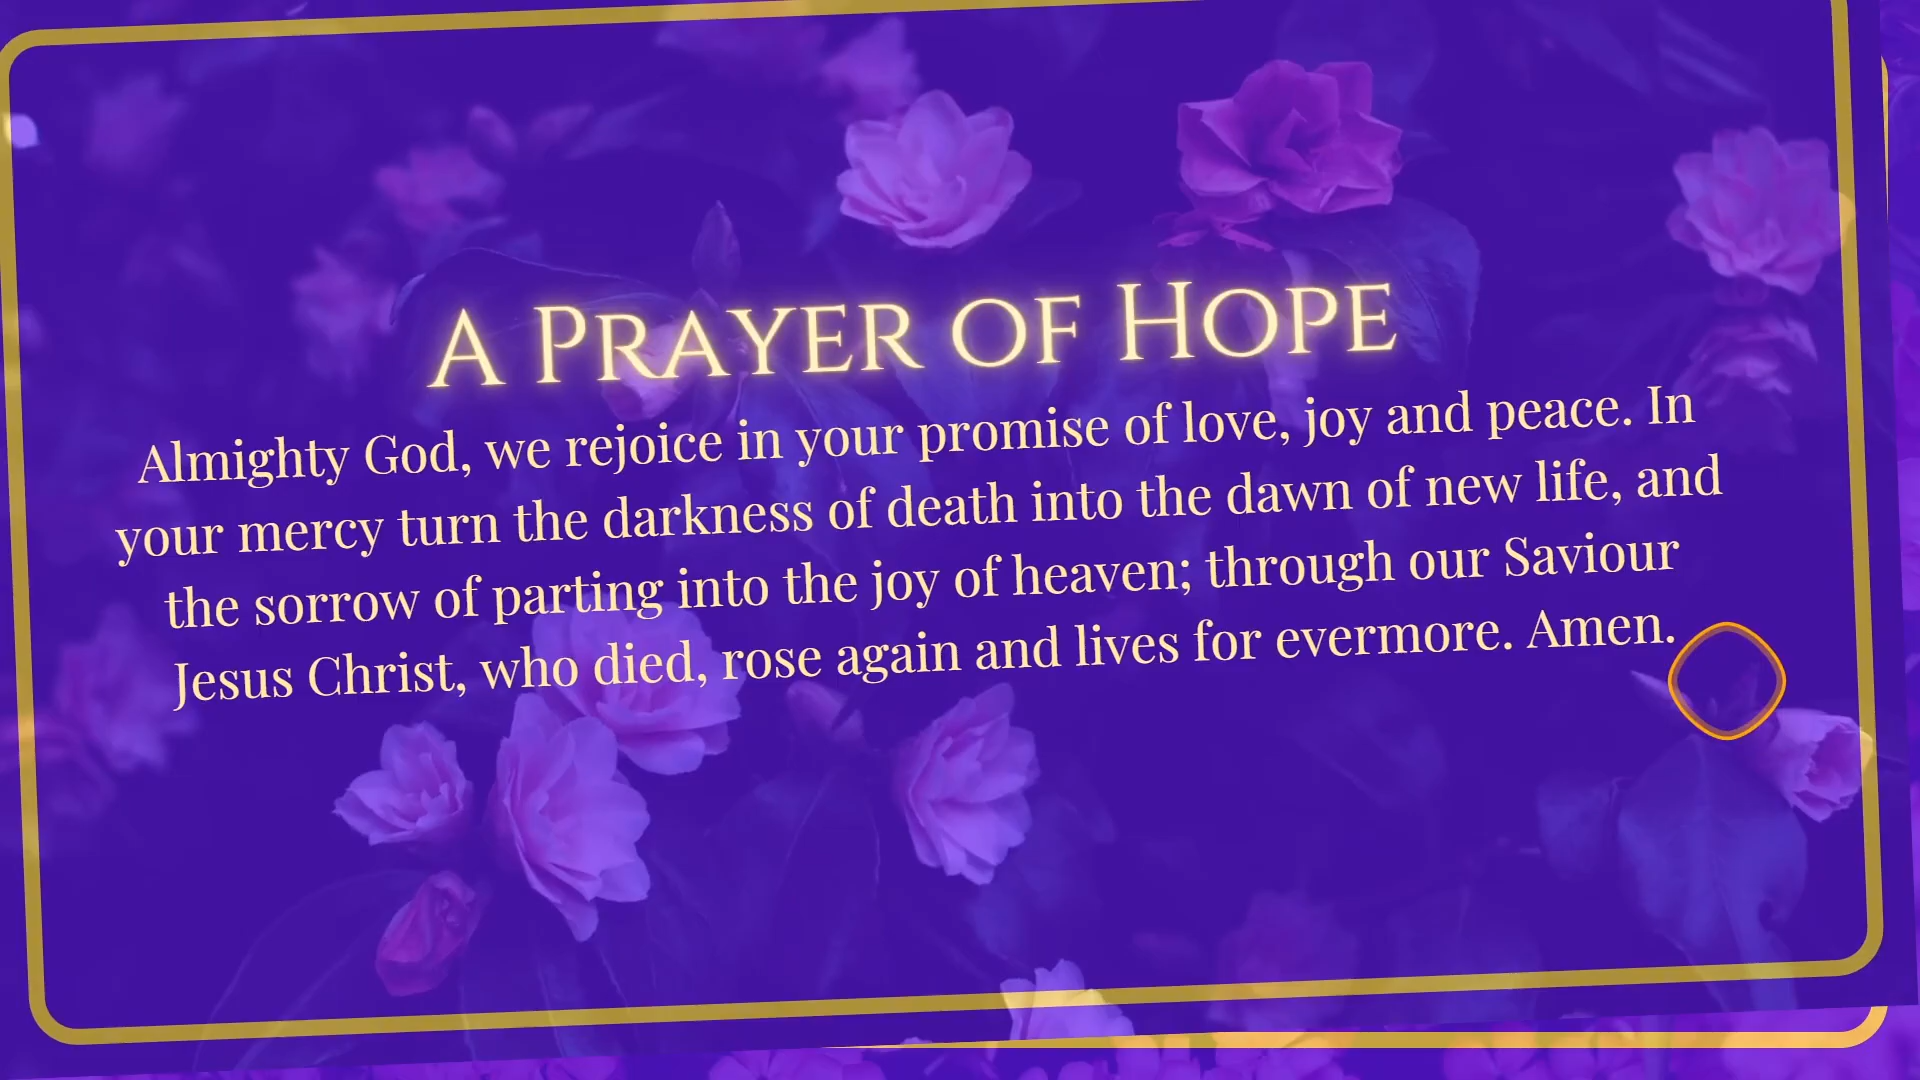 A Prayer of Hope
Almighty God, we rejoice in your promise of love, joy and peace. In
your mercy turn the darkness of death into the dawn of new life, and
the sorrow of parting into the joy of heaven; through our Saviour
Jesus Christ, who died, rose again and lives for evermore. Amen.